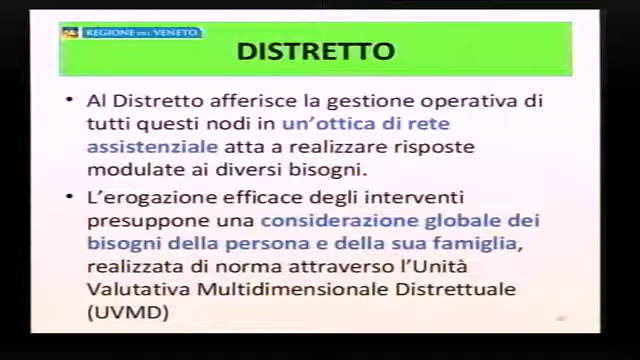 REGIONE DEL VENETO
DISTRETTO
• Al Distretto afferisce la gestione operativa di
tutti questi nodi in un’ottica di rete
assistenziale atta a realizzare risposte
modulate ai diversi bisogni.
• L’erogazione efficace degli interventi
presuppone una considerazione globale dei
bisogni della persona e della sua famiglia,
realizzata di norma attraverso l’Unità
Valutativa Multidimensionale Distrettuale
(UVMD)